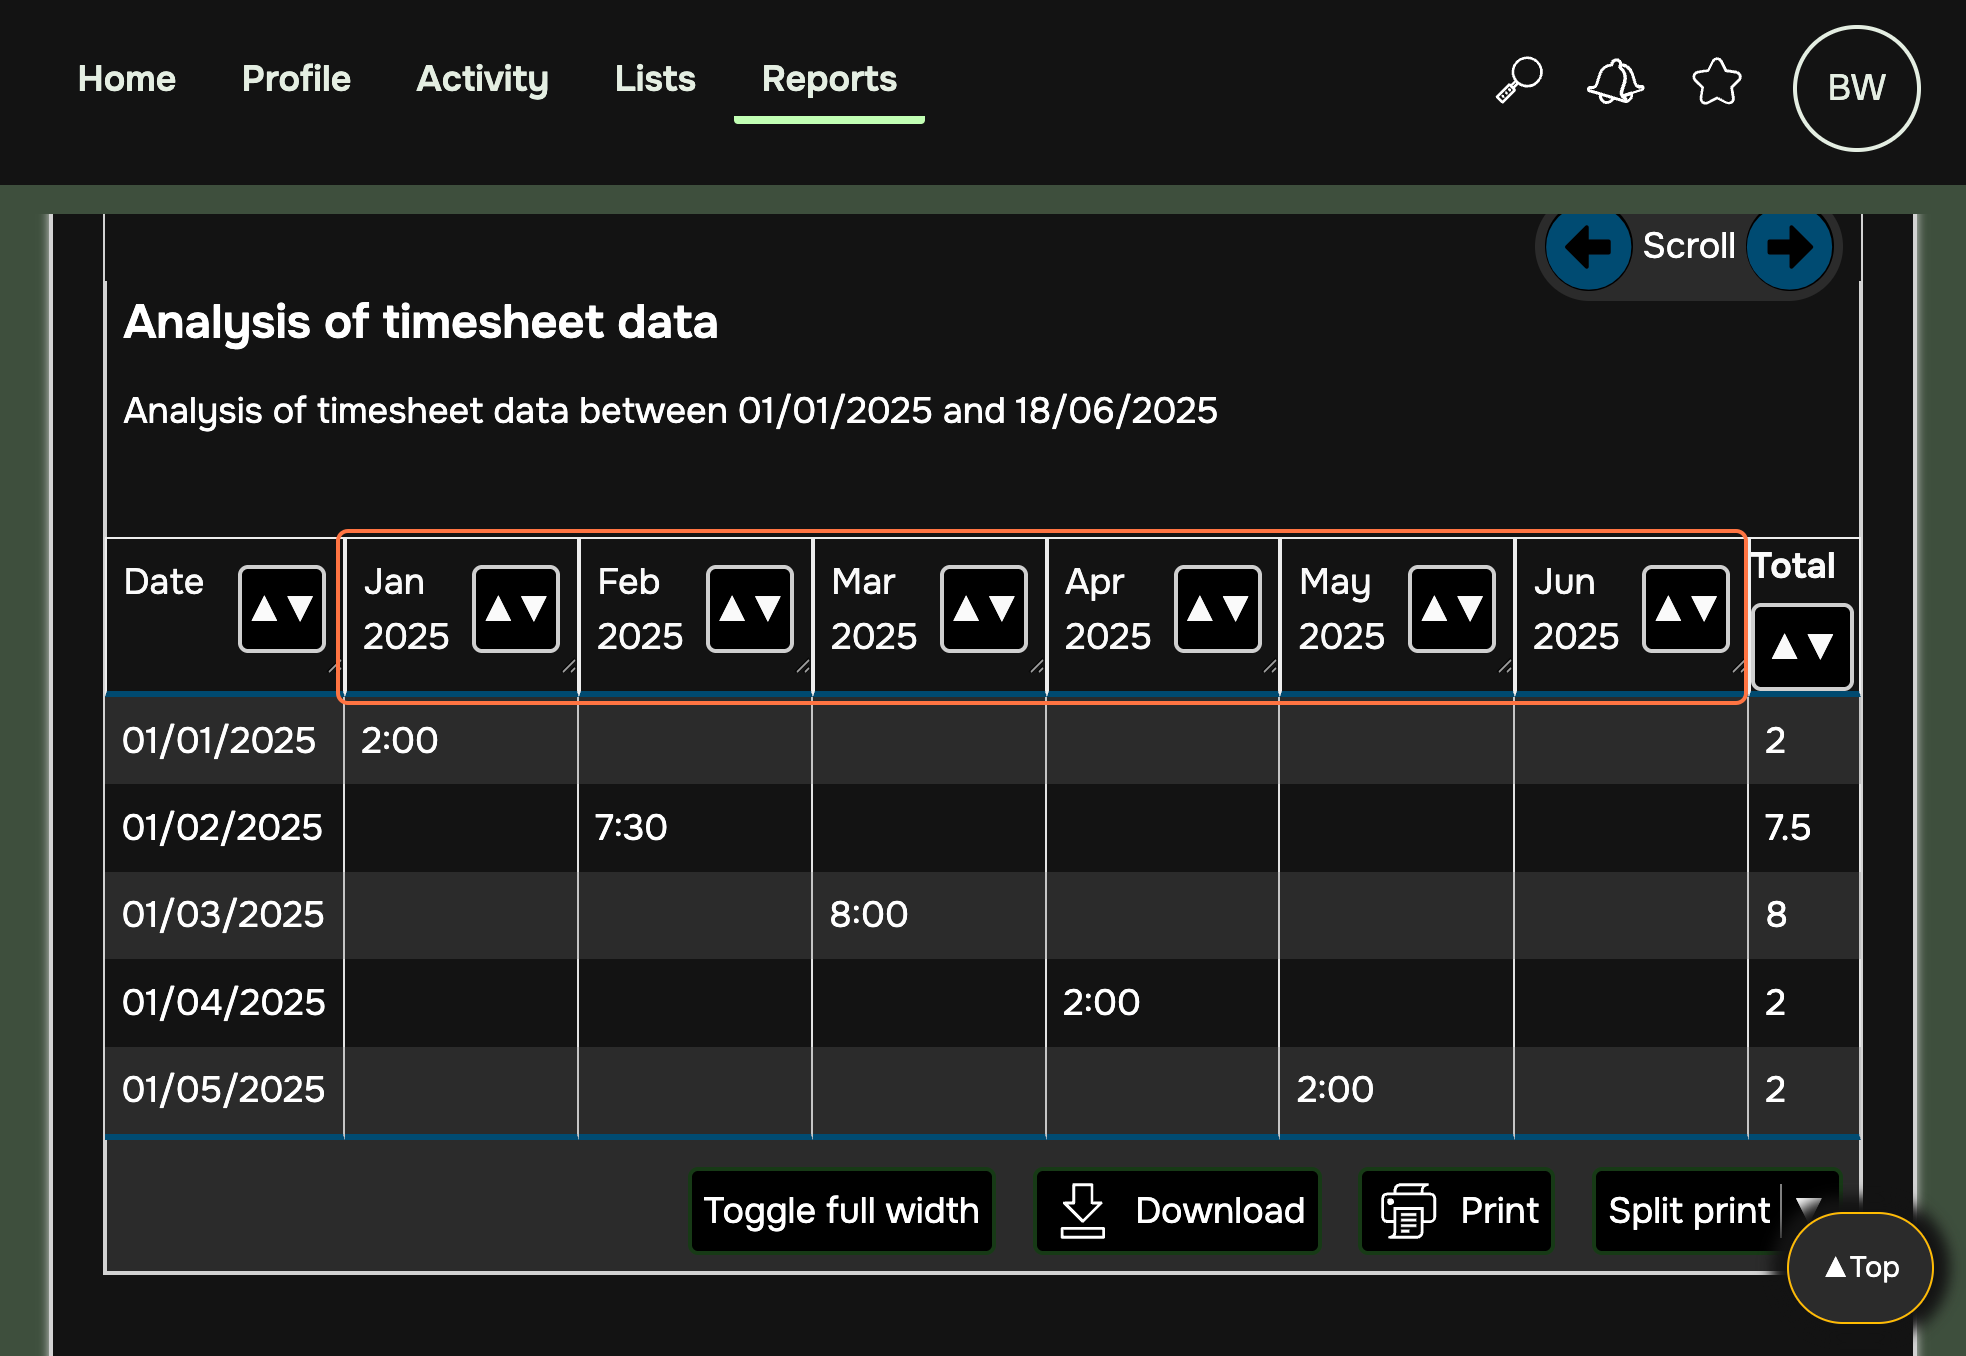 Home Profile Activity Lists Reports BW
Scroll
Analysis of timesheet data
Analysis of timesheet data between 01/01/2025 and 18/06/2025
Date ▲▼ Jan 2025 ▲▼ Feb 2025 ▲▼ Mar 2025 ▲▼ Apr 2025 ▲▼ May 2025 ▲▼ Jun 2025 ▲▼ Total ▲▼
01/01/2025 2:00 2
01/02/2025 7:30 7.5
01/03/2025 8:00 8
01/04/2025 2:00 2
01/05/2025 2:00 2
Toggle full width Download Print Split print ▼
▲Top